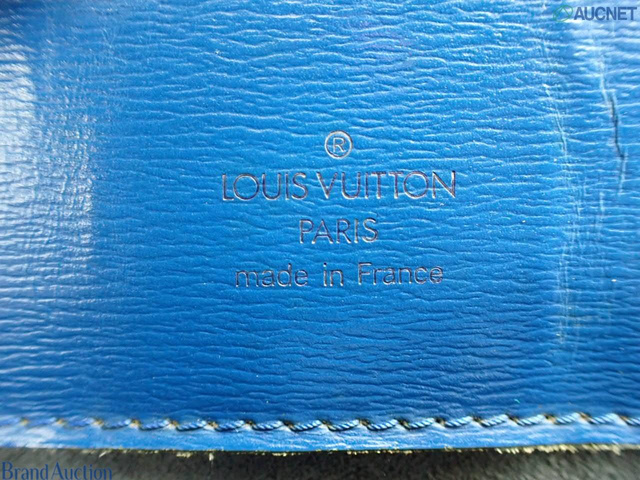 AUCNET
®
LOUIS VUITTON
PARIS
made in France
Brand Auction